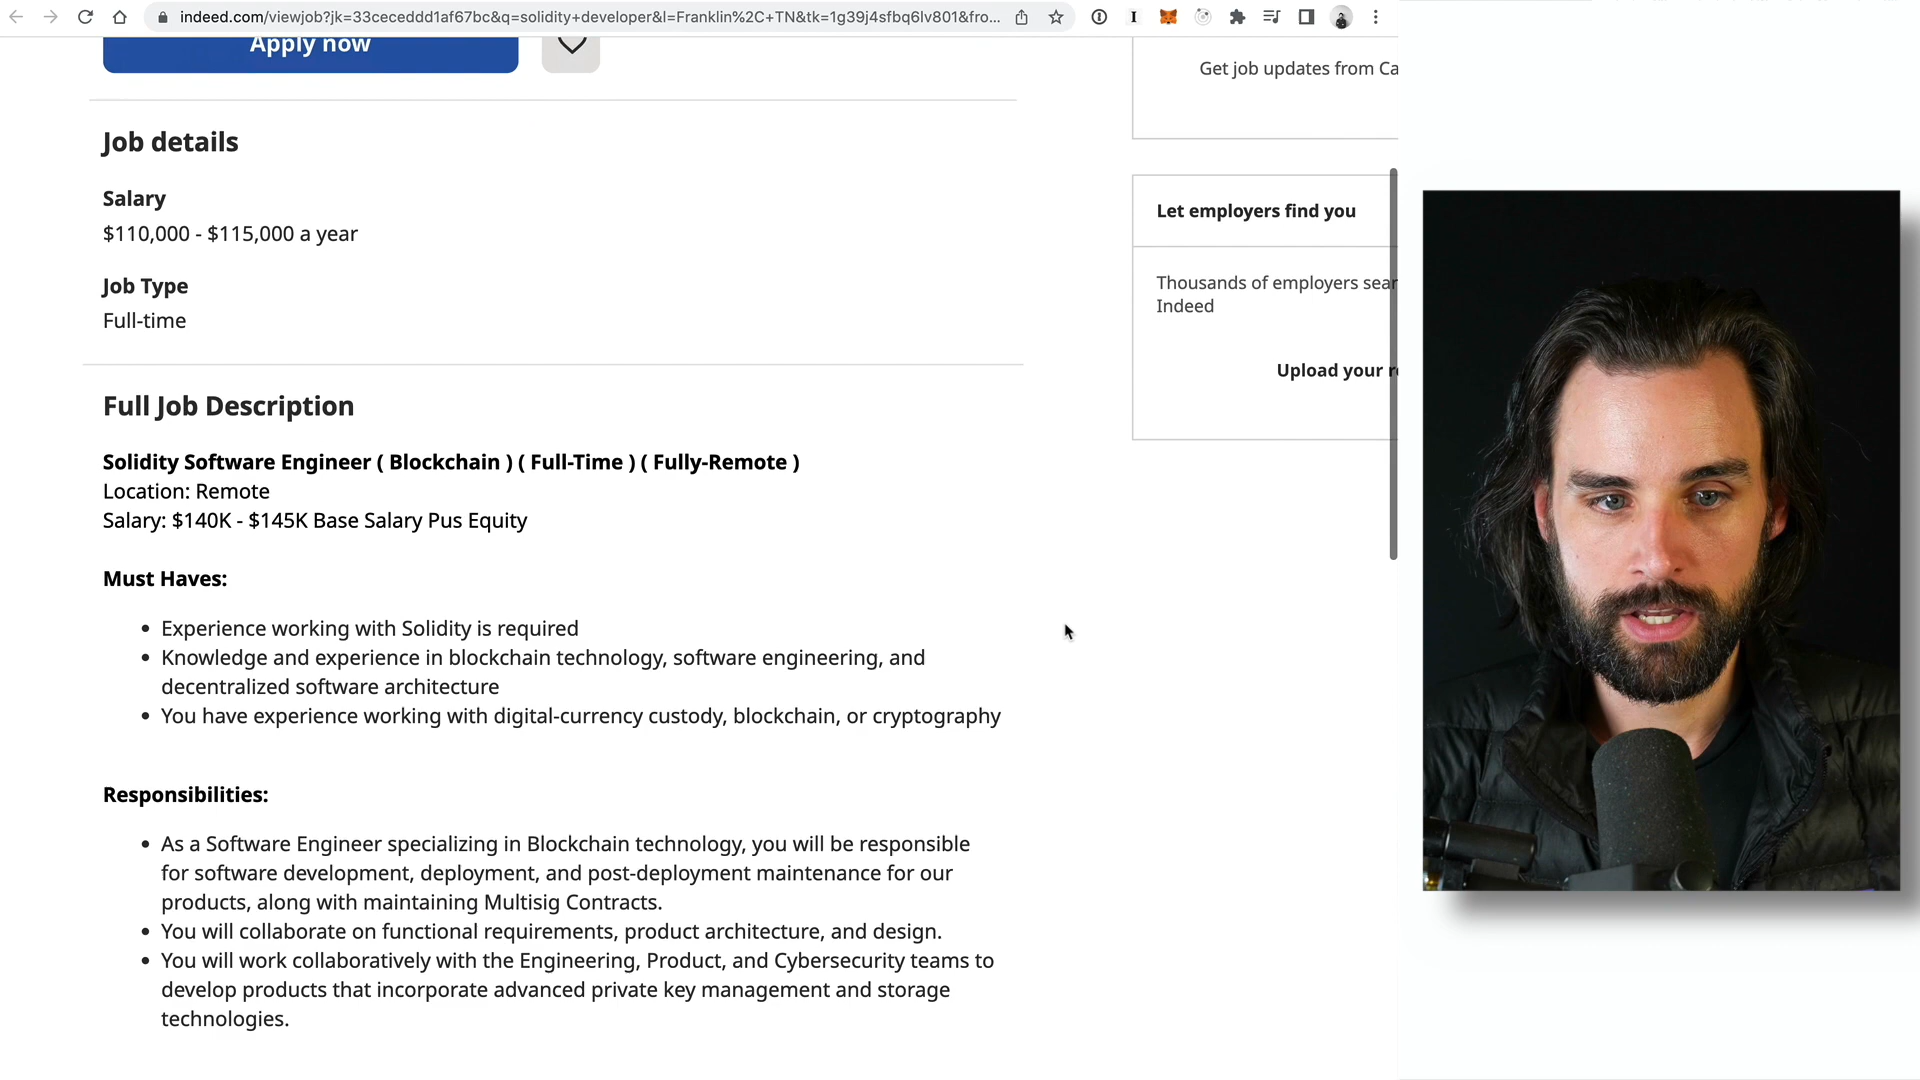 indeed.com/viewjob?jk=33cececddd1af67bc&q=solidity+developer&l=Franklin%2C+TN&tk=1g39j4sfbq6lv801&fro...
Apply now
Get job updates from Ca
Job details
Salary
$110,000 - $115,000 a year
Let employers find you
Job Type
Full-time
Thousands of employers sear
Indeed
Upload your r
Full Job Description
Solidity Software Engineer ( Blockchain ) ( Full-Time ) ( Fully-Remote )
Location: Remote
Salary: $140K - $145K Base Salary Pus Equity
Must Haves:
Experience working with Solidity is required
Knowledge and experience in blockchain technology, software engineering, and
decentralized software architecture
You have experience working with digital-currency custody, blockchain, or cryptography
Responsibilities:
As a Software Engineer specializing in Blockchain technology, you will be responsible
for software development, deployment, and post-deployment maintenance for our
products, along with maintaining Multisig Contracts.
You will collaborate on functional requirements, product architecture, and design.
You will work collaboratively with the Engineering, Product, and Cybersecurity teams to
develop products that incorporate advanced private key management and storage
technologies.